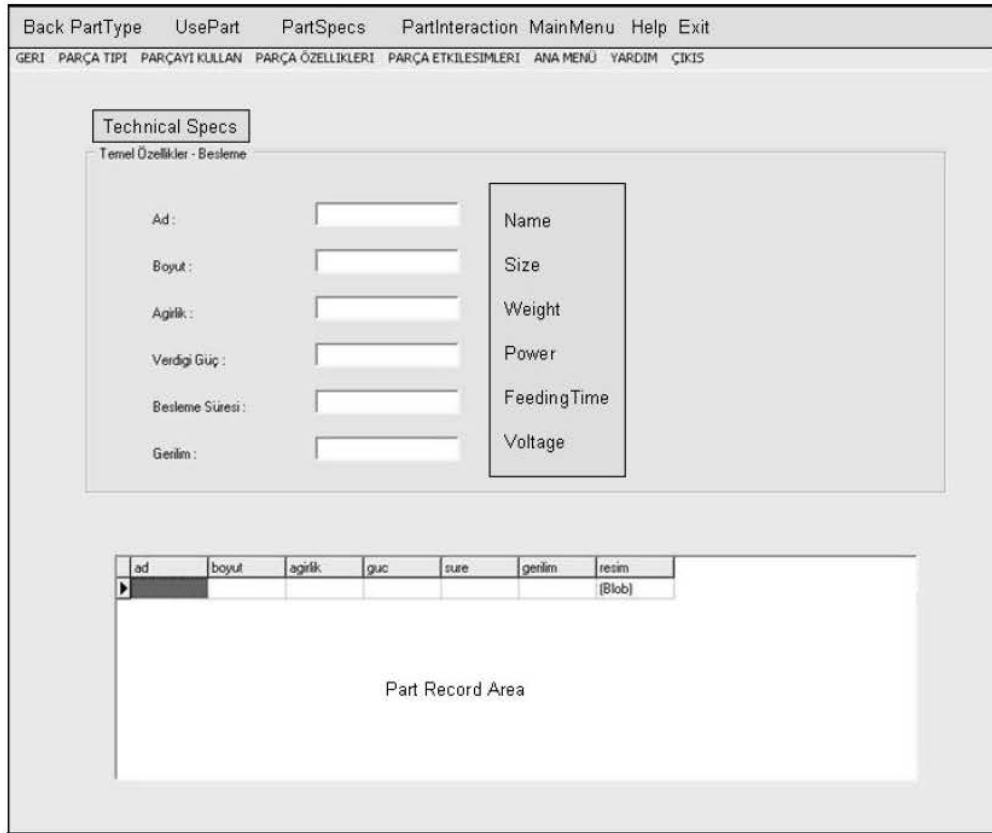 Back PartType UsePart PartSpecs PartInteraction MainMenu Help Exit
GERI PARÇA TIPI PARÇAYI KULLAN PARÇA ÖZELLIKLERI PARÇA ETKILESIMLERI ANA MENÜ YARDIM ÇIKIS
Technical Specs
Temel Özellikler - Besleme
Ad : Name
Boyut : Size
Agirlik : Weight
Verdigi Güç : Power
Besleme Süresi : FeedingTime
Gerilim : Voltage
ad boyut agirlik guc sure gerilim resim
(Blob)
Part Record Area